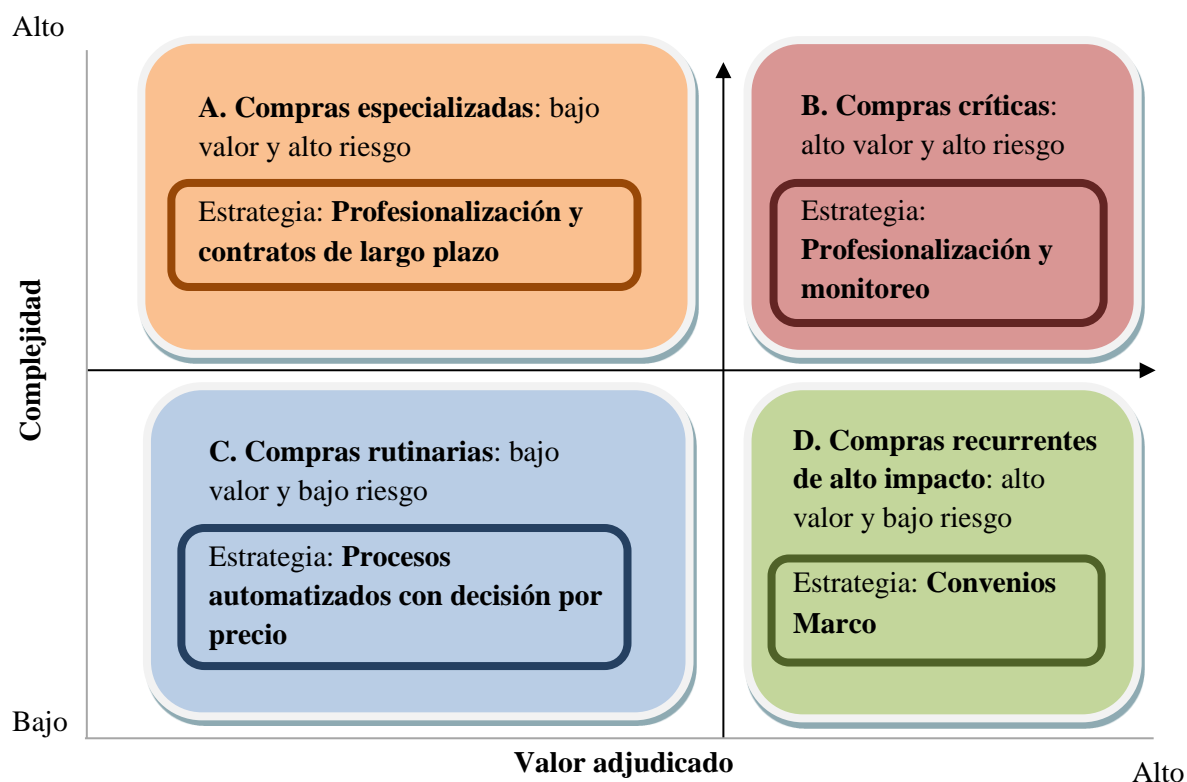 Alto
A. Compras especializadas: bajo
valor y alto riesgo
Estrategia: Profesionalización y
contratos de largo plazo
B. Compras críticas:
alto valor y alto riesgo
Estrategia:
Profesionalización y
monitoreo
Complejidad
C. Compras rutinarias: bajo
valor y bajo riesgo
Estrategia: Procesos
automatizados con decisión por
precio
D. Compras recurrentes
de alto impacto: alto
valor y bajo riesgo
Estrategia: Convenios
Marco
Bajo
Valor adjudicado
Alto